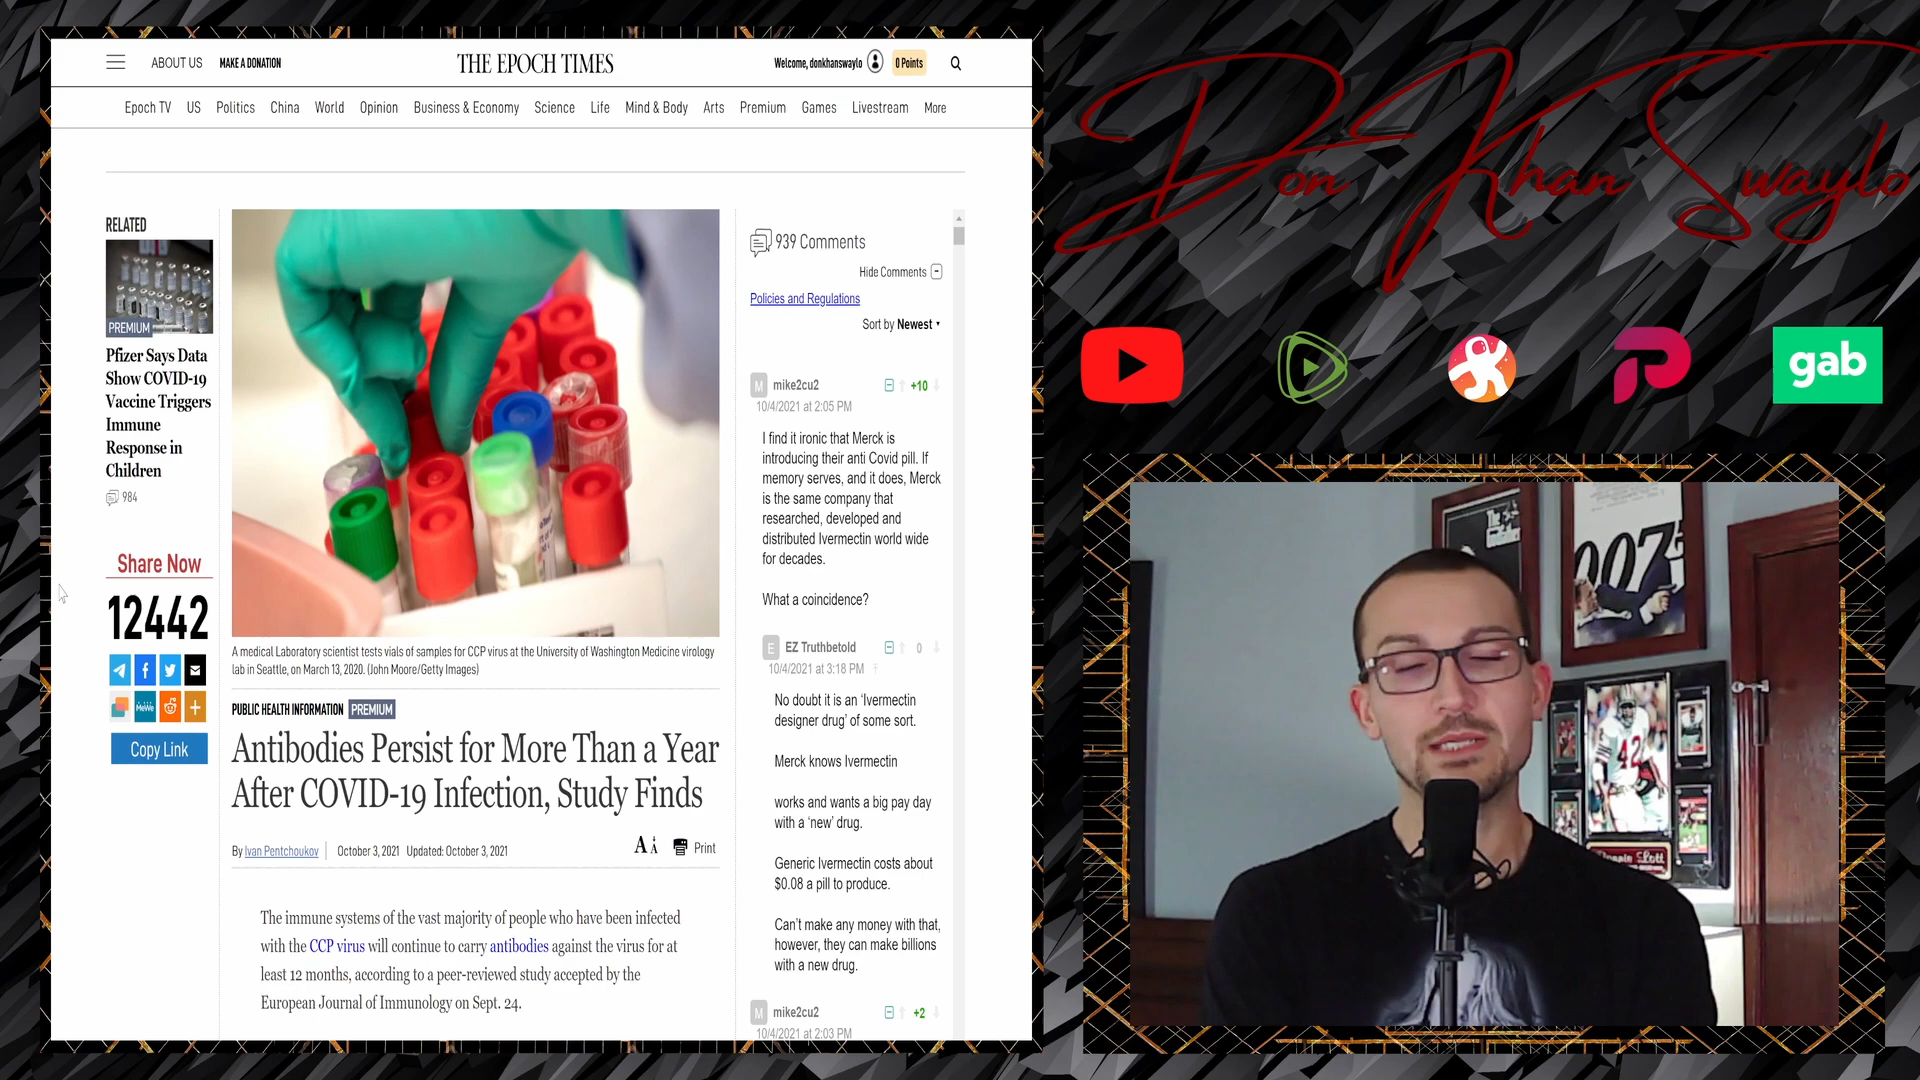 ABOUT US
MAKE A DONATION
THE EPOCH TIMES
Welcome, donkhanswaylo
0 Points
Epoch TV US Politics China World Opinion Business & Economy Science Life Mind & Body Arts Premium Games Livestream More
RELATED
PREMIUM
Pfizer Says Data
Show COVID-19
Vaccine Triggers
Immune
Response in
Children
984
Share Now
12442
MeWe
Copy Link
A medical Laboratory scientist tests vials of samples for CCP virus at the University of Washington Medicine virology
lab in Seattle, on March 13, 2020. (John Moore/Getty Images)
PUBLIC HEALTH INFORMATION PREMIUM
Antibodies Persist for More Than a Year
After COVID-19 Infection, Study Finds
By Ivan Pentchoukov October 3, 2021 Updated: October 3, 2021
A A Print
The immune systems of the vast majority of people who have been infected
with the CCP virus will continue to carry antibodies against the virus for at
least 12 months, according to a peer-reviewed study accepted by the
European Journal of Immunology on Sept. 24.
939 Comments
Hide Comments
Policies and Regulations
Sort by Newest
M mike2cu2 +10
10/4/2021 at 2:05 PM
I find it ironic that Merck is
introducing their anti Covid pill. If
memory serves, and it does, Merck
is the same company that
researched, developed and
distributed Ivermectin world wide
for decades.
What a coincidence?
E EZ Truthbetold 0
10/4/2021 at 3:18 PM
No doubt it is an ‘Ivermectin
designer drug’ of some sort.
Merck knows Ivermectin
works and wants a big pay day
with a ‘new’ drug.
Generic Ivermectin costs about
$0.08 a pill to produce.
Can’t make any money with that,
however, they can make billions
with a new drug.
M mike2cu2 +2
10/4/2021 at 2:03 PM
Don Khan Swaylo
gab
007
42
Ronnie Lott